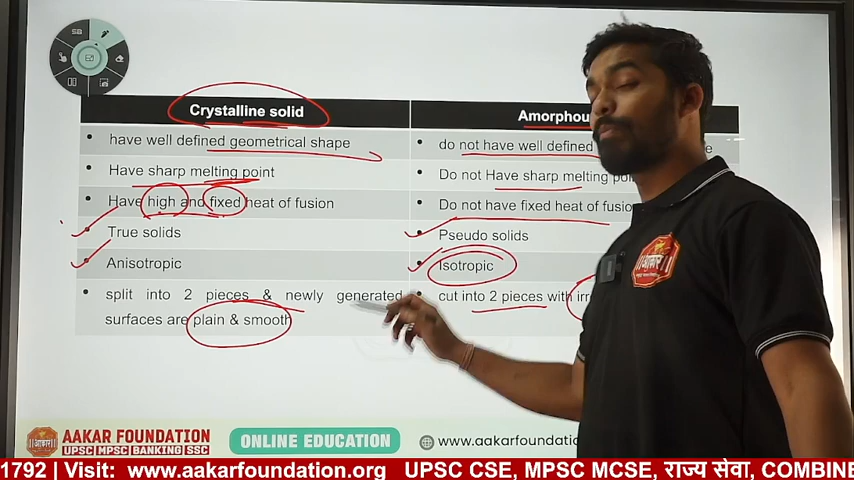 SB
Crystalline solid
Amorphou
have well defined geometrical shape
do not have well defined
Have sharp melting point
Do not Have sharp melting poi
Have high and fixed heat of fusion
Do not have fixed heat of fusio
True solids
Pseudo solids
Anisotropic
Isotropic
split into 2 pieces & newly generated
surfaces are plain & smooth
cut into 2 pieces with irr
आकार
||आकार||
AAKAR FOUNDATION
UPSC|MPSC|BANKING|SSC
ONLINE EDUCATION
www.aakarfoundatio
1792 | Visit: www.aakarfoundation.org UPSC CSE, MPSC MCSE, राज्य सेवा, COMBINE